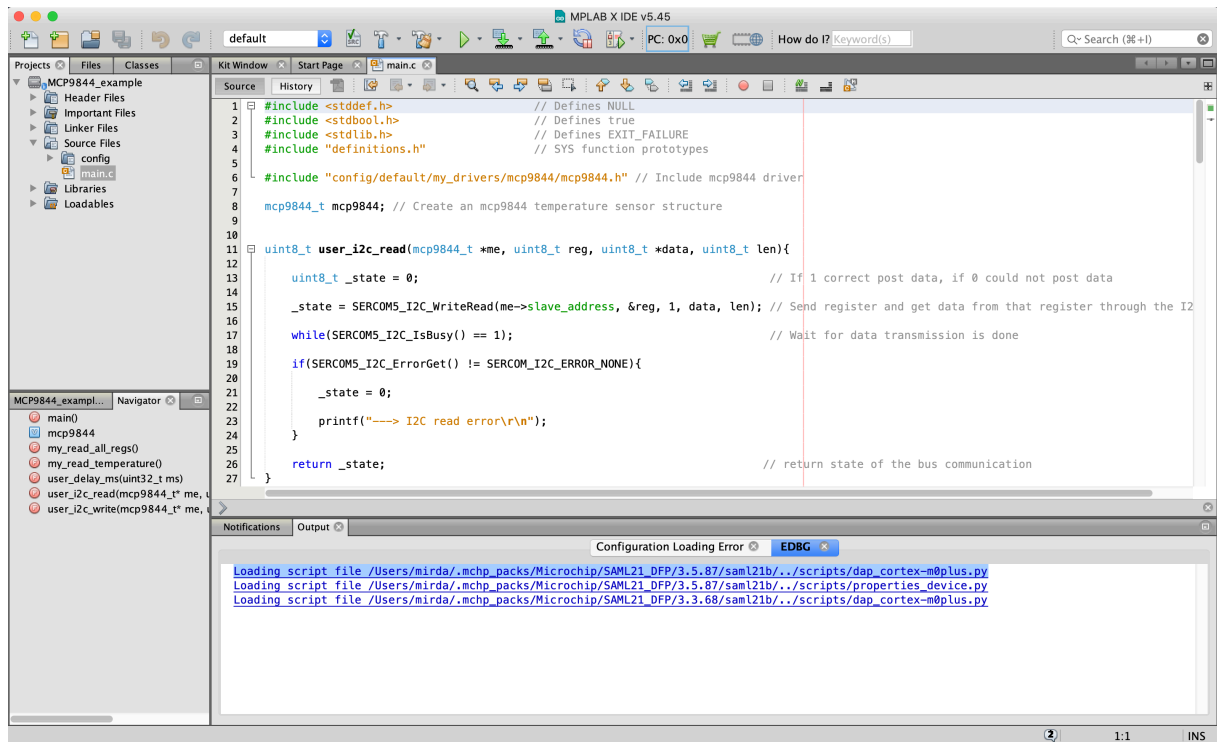 MPLAB X IDE v5.45
default
PC: 0x0
How do I? Keyword(s)
Search (⌘+I)
Projects Files Classes
MCP9844_example
Header Files
Important Files
Linker Files
Source Files
config
main.c
Libraries
Loadables
Kit Window Start Page main.c
Source History
1 #include <stddef.h> // Defines NULL
2 #include <stdbool.h> // Defines true
3 #include <stdlib.h> // Defines EXIT_FAILURE
4 #include "definitions.h" // SYS function prototypes
5
6 #include "config/default/my_drivers/mcp9844/mcp9844.h" // Include mcp9844 driver
7
8 mcp9844_t mcp9844; // Create an mcp9844 temperature sensor structure
9
10
11 uint8_t user_i2c_read(mcp9844_t *me, uint8_t reg, uint8_t *data, uint8_t len){
12
13 uint8_t _state = 0; // If 1 correct post data, if 0 could not post data
14
15 _state = SERCOM5_I2C_WriteRead(me->slave_address, &reg, 1, data, len); // Send register and get data from that register through the I2
16
17 while(SERCOM5_I2C_IsBusy() == 1); // Wait for data transmission is done
18
19 if(SERCOM5_I2C_ErrorGet() != SERCOM_I2C_ERROR_NONE){
20
21 _state = 0;
22
23 printf("---> I2C read error\r\n");
24 }
25
26 return _state; // return state of the bus communication
27 }
MCP9844_exampl... Navigator
main()
mcp9844
my_read_all_regs()
my_read_temperature()
user_delay_ms(uint32_t ms)
user_i2c_read(mcp9844_t* me, u
user_i2c_write(mcp9844_t* me, u
Notifications Output
Configuration Loading Error EDBG
Loading script file /Users/mirda/.mchp_packs/Microchip/SAML21_DFP/3.5.87/saml21b/../scripts/dap_cortex-m0plus.py
Loading script file /Users/mirda/.mchp_packs/Microchip/SAML21_DFP/3.5.87/saml21b/../scripts/properties_device.py
Loading script file /Users/mirda/.mchp_packs/Microchip/SAML21_DFP/3.3.68/saml21b/../scripts/dap_cortex-m0plus.py
2 1:1 INS